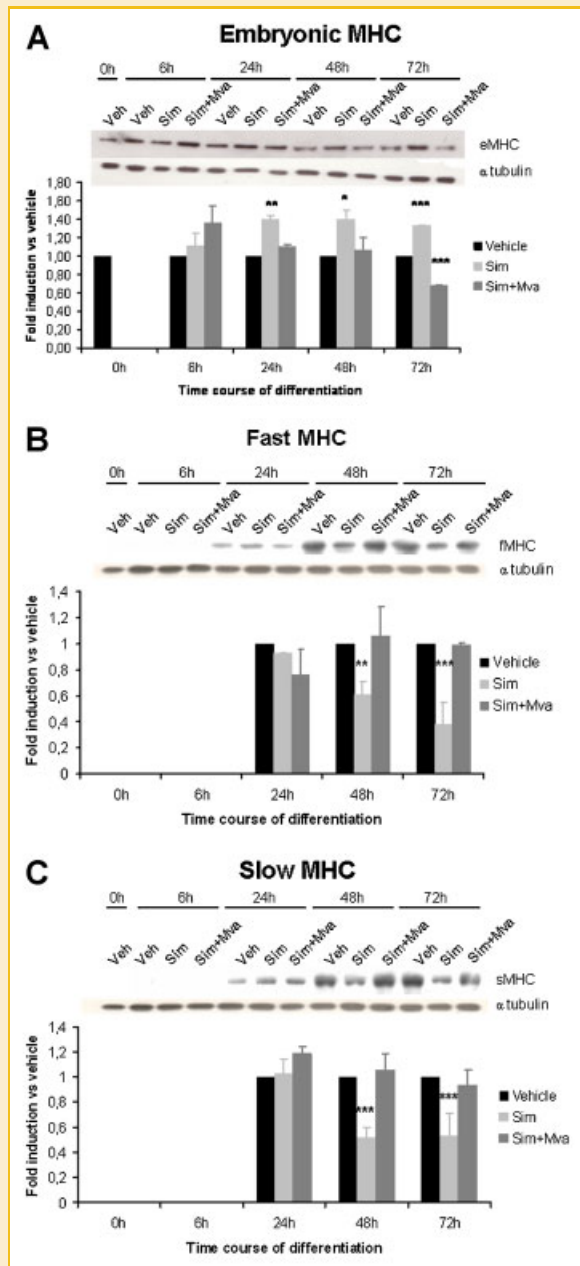 A Embryonic MHC
0h 6h 24h 48h 72h
Veh Veh Sim Sim+Mva Veh Sim Sim+Mva Veh Sim Sim+Mva Veh Sim Sim+Mva
eMHC
α tubulin
Fold induction vs vehicle
1,80
1,60
1,40
1,20
1,00
0,80
0,60
0,40
0,20
0,00
** * *** ***
Vehicle
Sim
Sim+Mva
0h 6h 24h 48h 72h
Time course of differentiation
B Fast MHC
0h 6h 24h 48h 72h
Veh Veh Sim Sim+Mva Veh Sim Sim+Mva Veh Sim Sim+Mva Veh Sim Sim+Mva
fMHC
α tubulin
Fold induction vs vehicle
1,4
1,2
1
0,8
0,6
0,4
0,2
0
** ***
Vehicle
Sim
Sim+Mva
0h 6h 24h 48h 72h
Time course of differentiation
C Slow MHC
0h 6h 24h 48h 72h
Veh Veh Sim Sim+Mva Veh Sim Sim+Mva Veh Sim Sim+Mva Veh Sim Sim+Mva
sMHC
α tubulin
Fold induction vs vehicle
1,4
1,2
1
0,8
0,6
0,4
0,2
0
*** ***
Vehicle
Sim
Sim+Mva
0h 6h 24h 48h 72h
Time course of differentiation